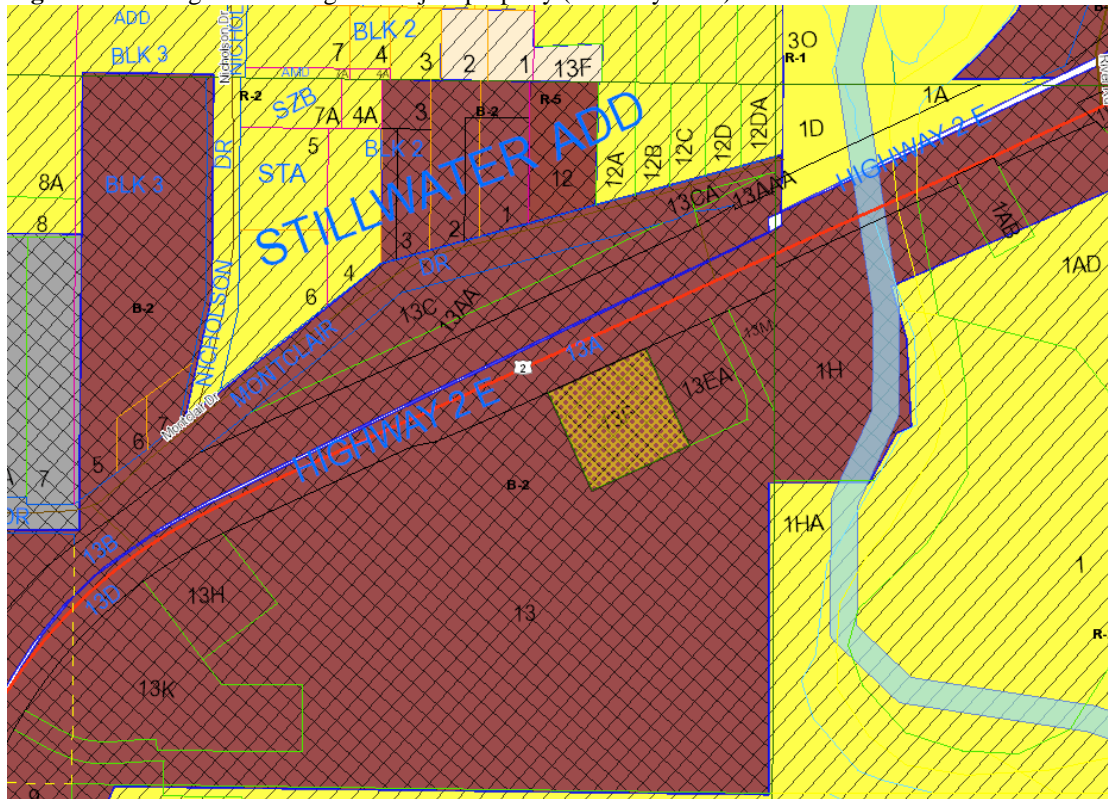 ADD
BLK 3
Nicholson Dr
NICHOL
BLK 2
7
4
3
2
1
13F
3O
R-1
AMD
7A
4A
R-2
SZB
7A
4A
3
B-2
R-5
1A
1D
HIGHWAY 2 E
DR
5
BLK 2
STILLWATER ADD
12A
12B
12C
12D
12DA
8A
BLK 3
STA
12
8
3
2
1
13CA
13AAA
1AB
4
DR
1AD
6
NICHOLSON
13C
13AA
B-2
MONTCLAIR
13A
13M
2
13EA
1H
Montclair Dr
7
6
5
HIGHWAY 2 E
B-2
7
DR
1HA
13B
13D
13H
13
1
13K
9